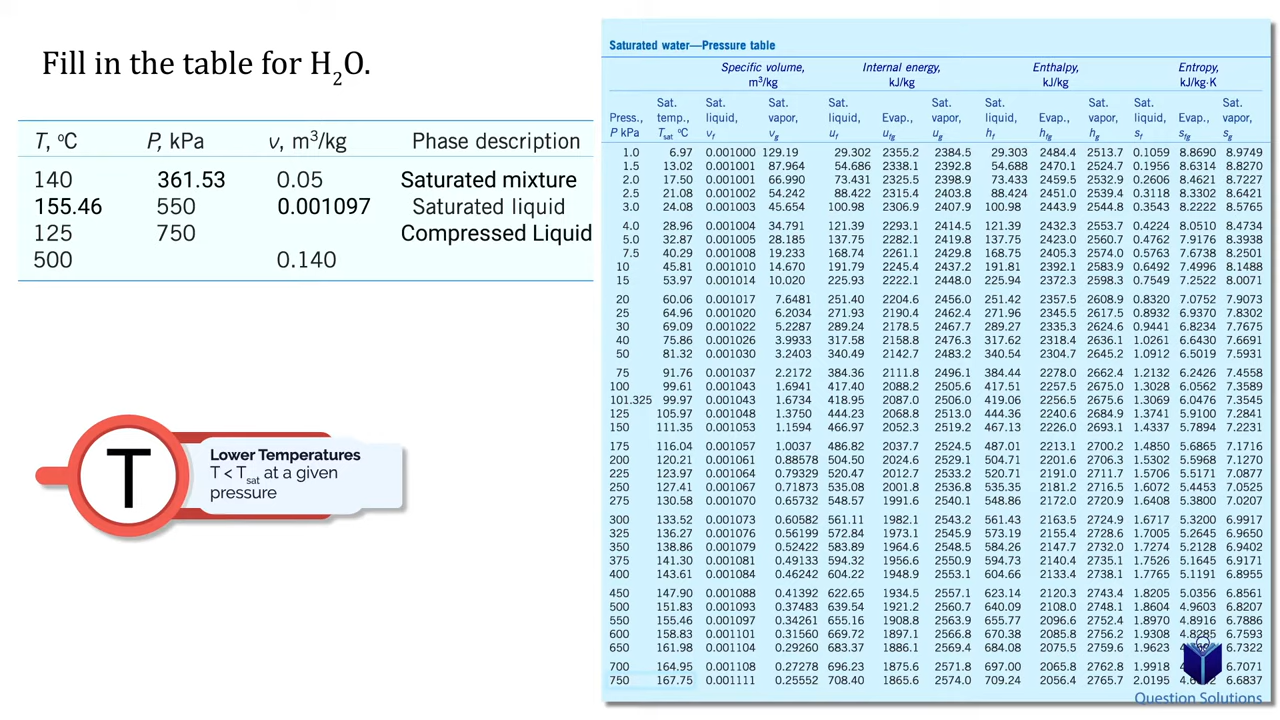 Fill in the table for H2O.
T, °C P, kPa v, m³/kg Phase description
140 361.53 0.05 Saturated mixture
155.46 550 0.001097 Saturated liquid
125 750 Compressed Liquid
500 0.140
T
Lower Temperatures
T < Tsat at a given
pressure
Saturated water—Pressure table
Specific volume, Internal energy, Enthalpy, Entropy,
m³/kg kJ/kg kJ/kg kJ/kg·K
Sat. Sat. Sat. Sat. Sat. Sat. Sat. Sat. Sat.
Press., temp., liquid, vapor, liquid, Evap., vapor, liquid, Evap., vapor, liquid, Evap., vapor,
P kPa Tsat °C vf vg uf ufg ug hf hfg hg sf sfg sg
1.0 6.97 0.001000 129.19 29.302 2355.2 2384.5 29.303 2484.4 2513.7 0.1059 8.8690 8.9749
1.5 13.02 0.001001 87.964 54.686 2338.1 2392.8 54.688 2470.1 2524.7 0.1956 8.6314 8.8270
2.0 17.50 0.001001 66.990 73.431 2325.5 2398.9 73.433 2459.5 2532.9 0.2606 8.4621 8.7227
2.5 21.08 0.001002 54.242 88.422 2315.4 2403.8 88.424 2451.0 2539.4 0.3118 8.3302 8.6421
3.0 24.08 0.001003 45.654 100.98 2306.9 2407.9 100.98 2443.9 2544.8 0.3543 8.2222 8.5765
4.0 28.96 0.001004 34.791 121.39 2293.1 2414.5 121.39 2432.3 2553.7 0.4224 8.0510 8.4734
5.0 32.87 0.001005 28.185 137.75 2282.1 2419.8 137.75 2423.0 2560.7 0.4762 7.9176 8.3938
7.5 40.29 0.001008 19.233 168.74 2261.1 2429.8 168.75 2405.3 2574.0 0.5763 7.6738 8.2501
10 45.81 0.001010 14.670 191.79 2245.4 2437.2 191.81 2392.1 2583.9 0.6492 7.4996 8.1488
15 53.97 0.001014 10.020 225.93 2222.1 2448.0 225.94 2372.3 2598.3 0.7549 7.2522 8.0071
20 60.06 0.001017 7.6481 251.40 2204.6 2456.0 251.42 2357.5 2608.9 0.8320 7.0752 7.9073
25 64.96 0.001020 6.2034 271.93 2190.4 2462.4 271.96 2345.5 2617.5 0.8932 6.9370 7.8302
30 69.09 0.001022 5.2287 289.24 2178.5 2467.7 289.27 2335.3 2624.6 0.9441 6.8234 7.7675
40 75.86 0.001026 3.9933 317.58 2158.8 2476.3 317.62 2318.4 2636.1 1.0261 6.6430 7.6691
50 81.32 0.001030 3.2403 340.49 2142.7 2483.2 340.54 2304.7 2645.2 1.0912 6.5019 7.5931
75 91.76 0.001037 2.2172 384.36 2111.8 2496.1 384.44 2278.0 2662.4 1.2132 6.2426 7.4558
100 99.61 0.001043 1.6941 417.40 2088.2 2505.6 417.51 2257.5 2675.0 1.3028 6.0562 7.3589
101.325 99.97 0.001043 1.6734 418.95 2087.0 2506.0 419.06 2256.5 2675.6 1.3069 6.0476 7.3545
125 105.97 0.001048 1.3750 444.23 2068.8 2513.0 444.36 2240.6 2684.9 1.3741 5.9100 7.2841
150 111.35 0.001053 1.1594 466.97 2052.3 2519.2 467.13 2226.0 2693.1 1.4337 5.7894 7.2231
175 116.04 0.001057 1.0037 486.82 2037.7 2524.5 487.01 2213.1 2700.2 1.4850 5.6865 7.1716
200 120.21 0.001061 0.88578 504.50 2024.6 2529.1 504.71 2201.6 2706.3 1.5302 5.5968 7.1270
225 123.97 0.001064 0.79329 520.47 2012.7 2533.2 520.71 2191.0 2711.7 1.5706 5.5171 7.0877
250 127.41 0.001067 0.71873 535.08 2001.8 2536.8 535.35 2181.2 2716.5 1.6072 5.4453 7.0525
275 130.58 0.001070 0.65732 548.57 1991.6 2540.1 548.86 2172.0 2720.9 1.6408 5.3800 7.0207
300 133.52 0.001073 0.60582 561.11 1982.1 2543.2 561.43 2163.5 2724.9 1.6717 5.3200 6.9917
325 136.27 0.001076 0.56199 572.84 1973.1 2545.9 573.19 2155.4 2728.6 1.7005 5.2645 6.9650
350 138.86 0.001079 0.52422 583.89 1964.6 2548.5 584.26 2147.7 2732.0 1.7274 5.2128 6.9402
375 141.30 0.001081 0.49133 594.32 1956.6 2550.9 594.73 2140.4 2735.1 1.7526 5.1645 6.9171
400 143.61 0.001084 0.46242 604.22 1948.9 2553.1 604.66 2133.4 2738.1 1.7765 5.1191 6.8955
450 147.90 0.001088 0.41392 622.65 1934.5 2557.1 623.14 2120.3 2743.4 1.8205 5.0356 6.8561
500 151.83 0.001093 0.37483 639.54 1921.2 2560.7 640.09 2108.0 2748.1 1.8604 4.9603 6.8207
550 155.46 0.001097 0.34261 655.16 1908.8 2563.9 655.77 2096.6 2752.4 1.8970 4.8916 6.7886
600 158.83 0.001101 0.31560 669.72 1897.1 2566.8 670.38 2085.8 2756.2 1.9308 4.8285 6.7593
650 161.98 0.001104 0.29260 683.37 1886.1 2569.4 684.08 2075.5 2759.6 1.9623 6.7322
700 164.95 0.001108 0.27278 696.23 1875.6 2571.8 697.00 2065.8 2762.8 1.9918 6.7071
750 167.75 0.001111 0.25552 708.40 1865.6 2574.0 709.24 2056.4 2765.7 2.0195 6.6837
Question Solutions